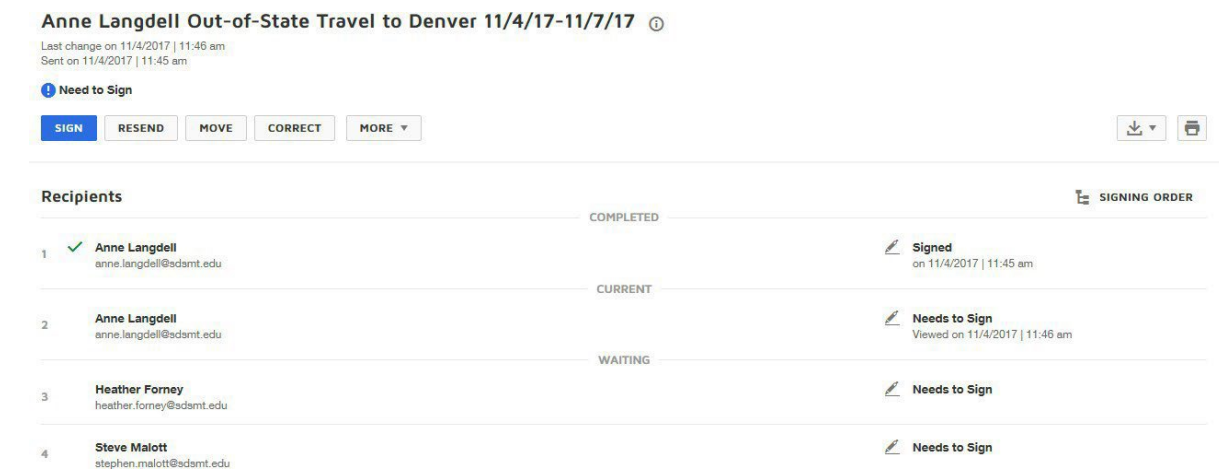 Anne Langdell Out-of-State Travel to Denver 11/4/17-11/7/17
Last change on 11/4/2017 | 11:46 am
Sent on 11/4/2017 | 11:45 am
Need to Sign
SIGN RESEND MOVE CORRECT MORE
Recipients SIGNING ORDER
COMPLETED
1 Anne Langdell Signed
anne.langdell@sdsmt.edu on 11/4/2017 | 11:45 am
CURRENT
2 Anne Langdell Needs to Sign
anne.langdell@sdsmt.edu Viewed on 11/4/2017 | 11:46 am
WAITING
3 Heather Forney Needs to Sign
heather.forney@sdsmt.edu
4 Steve Malott Needs to Sign
stephen.malott@sdsmt.edu